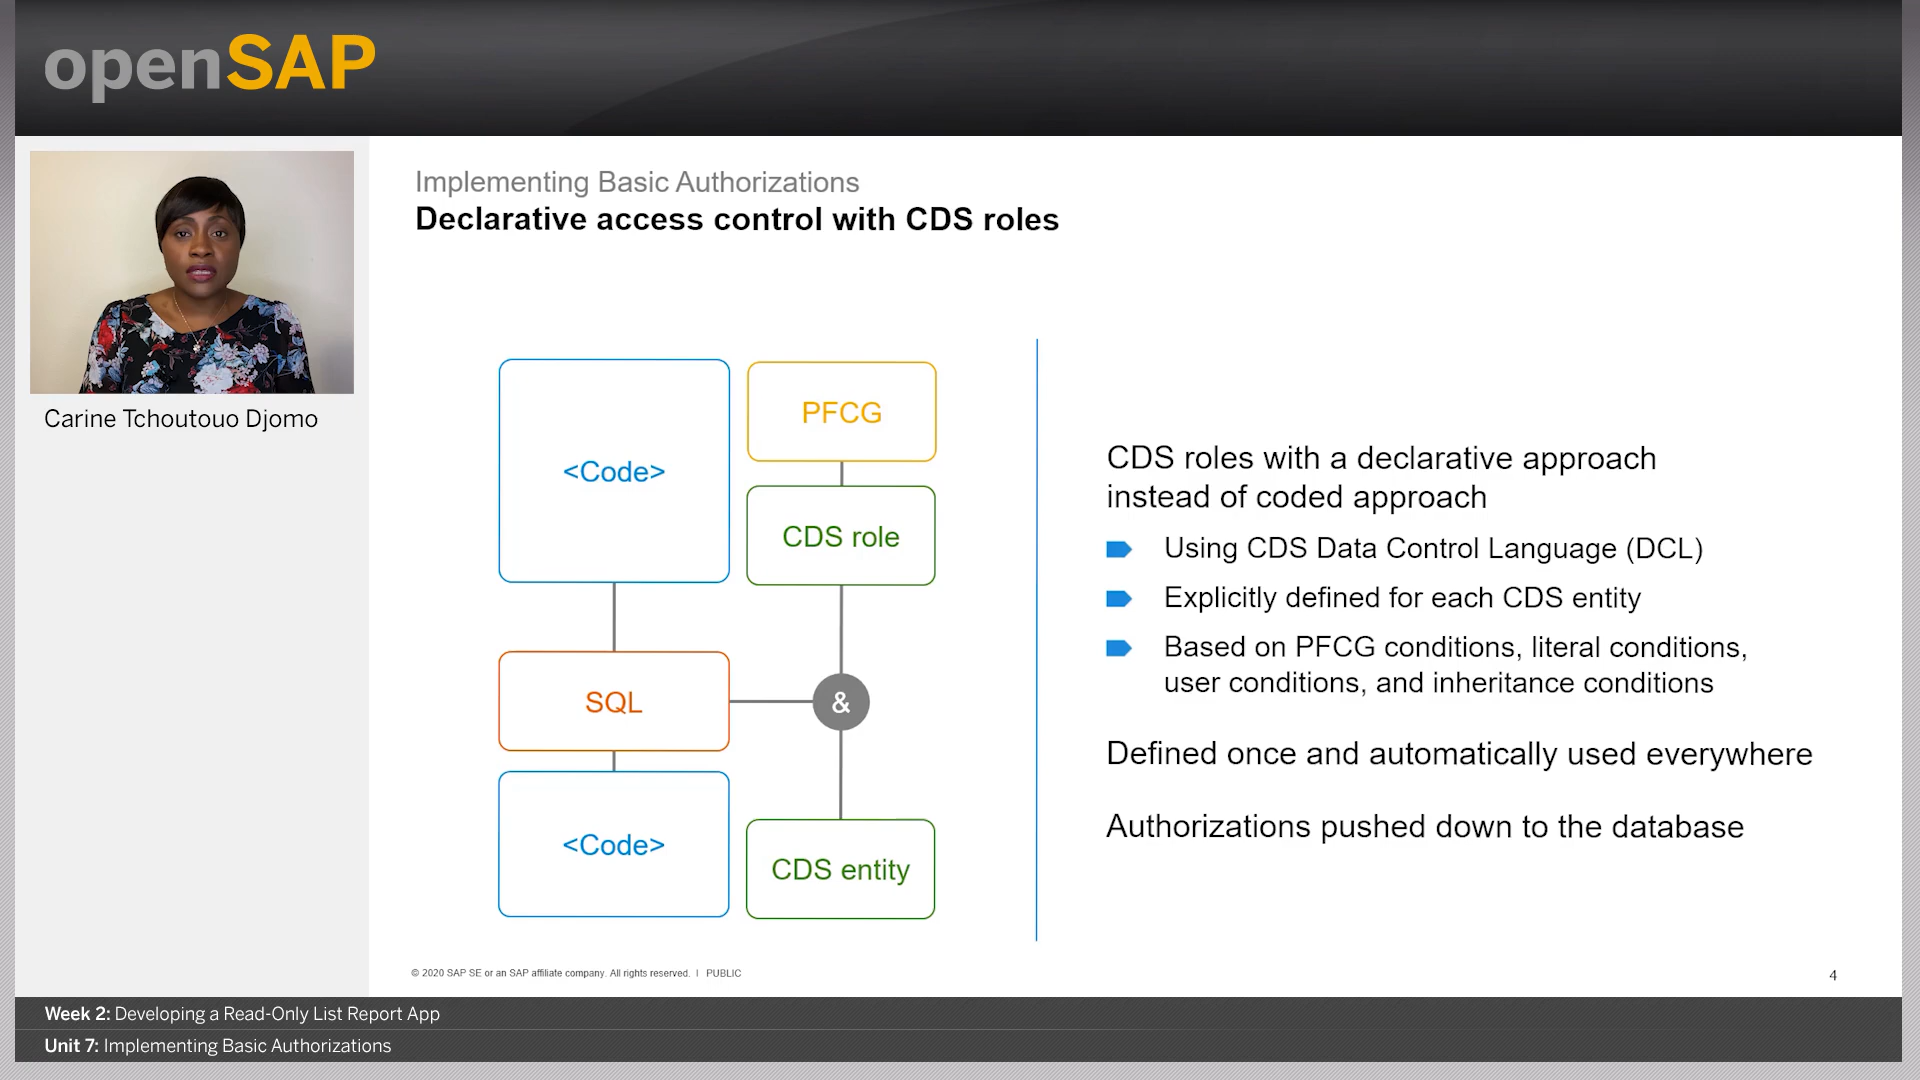 openSAP
Carine Tchoutouo Djomo
Implementing Basic Authorizations
Declarative access control with CDS roles
<Code>
PFCG
CDS role
SQL
&
<Code>
CDS entity
CDS roles with a declarative approach
instead of coded approach
Using CDS Data Control Language (DCL)
Explicitly defined for each CDS entity
Based on PFCG conditions, literal conditions,
user conditions, and inheritance conditions
Defined once and automatically used everywhere
Authorizations pushed down to the database
© 2020 SAP SE or an SAP affiliate company. All rights reserved. ǀ PUBLIC
4
Week 2: Developing a Read-Only List Report App
Unit 7: Implementing Basic Authorizations